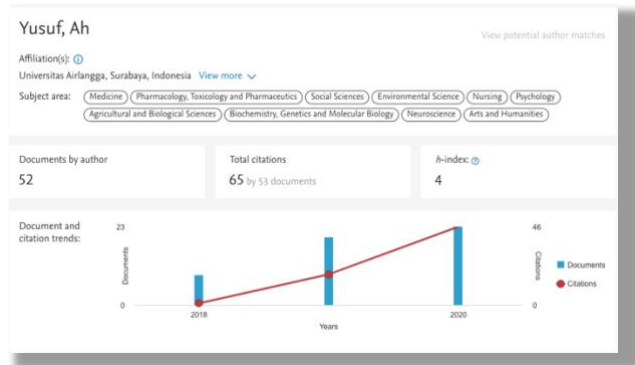 Yusuf, Ah
View potential author matches
Affiliation(s):
Universitas Airlangga, Surabaya, Indonesia View more
Subject area: Medicine Pharmacology, Toxicology and Pharmaceutics Social Sciences Environmental Science Nursing Psychology
Agricultural and Biological Sciences Biochemistry, Genetics and Molecular Biology Neuroscience Arts and Humanities
Documents by author
52
Total citations
65 by 53 documents
h-index:
4
Document and
citation trends:
23
Documents
0
2018
2020
Years
46
Citations
0
Documents
Citations